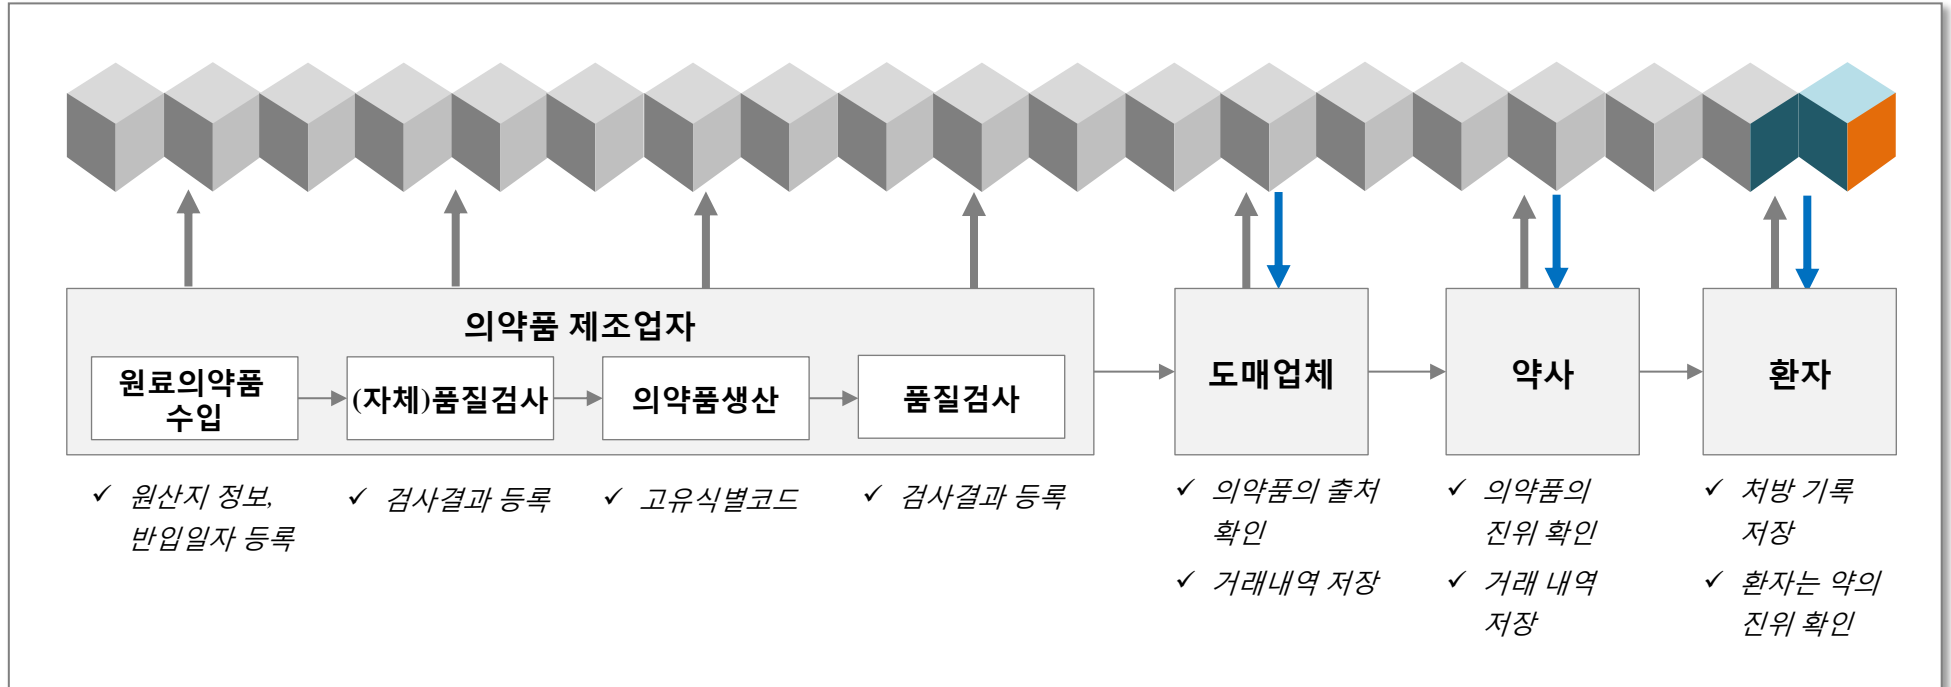 의약품 제조업자
원료의약품
수입
(자체)품질검사
의약품생산
품질검사
도매업체
약사
환자
✓ 원산지 정보,
반입일자 등록
✓ 검사결과 등록
✓ 고유식별코드
✓ 검사결과 등록
✓ 의약품의 출처
확인
✓ 거래내역 저장
✓ 의약품의
진위 확인
✓ 거래 내역
저장
✓ 처방 기록
저장
✓ 환자는 약의
진위 확인